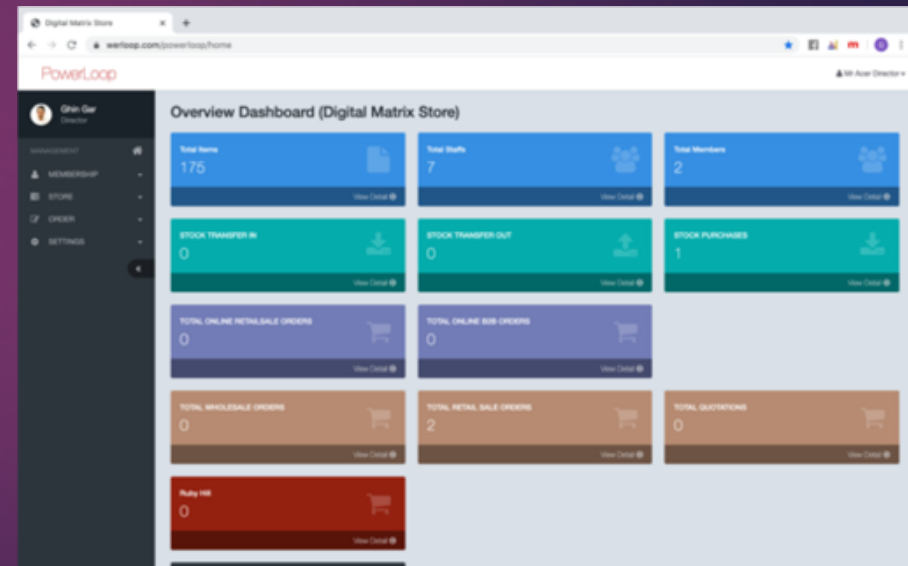 Digital Matrix Store
werloop.com/powerloop/home
PowerLoop
Mr Acer Director
Ghin Gar
Director
MANAGEMENT
MEMBERSHIP
STORE
ORDER
SETTINGS
Overview Dashboard (Digital Matrix Store)
Total Items
175
View Detail
Total Staffs
7
View Detail
Total Members
2
View Detail
STOCK TRANSFER IN
0
View Detail
STOCK TRANSFER OUT
0
View Detail
STOCK PURCHASES
1
View Detail
TOTAL ONLINE RETAILSALE ORDERS
0
View Detail
TOTAL ONLINE B2B ORDERS
0
View Detail
TOTAL WHOLESALE ORDERS
0
View Detail
TOTAL RETAIL SALE ORDERS
2
View Detail
TOTAL QUOTATIONS
0
View Detail
Ruby Hill
0
View Detail